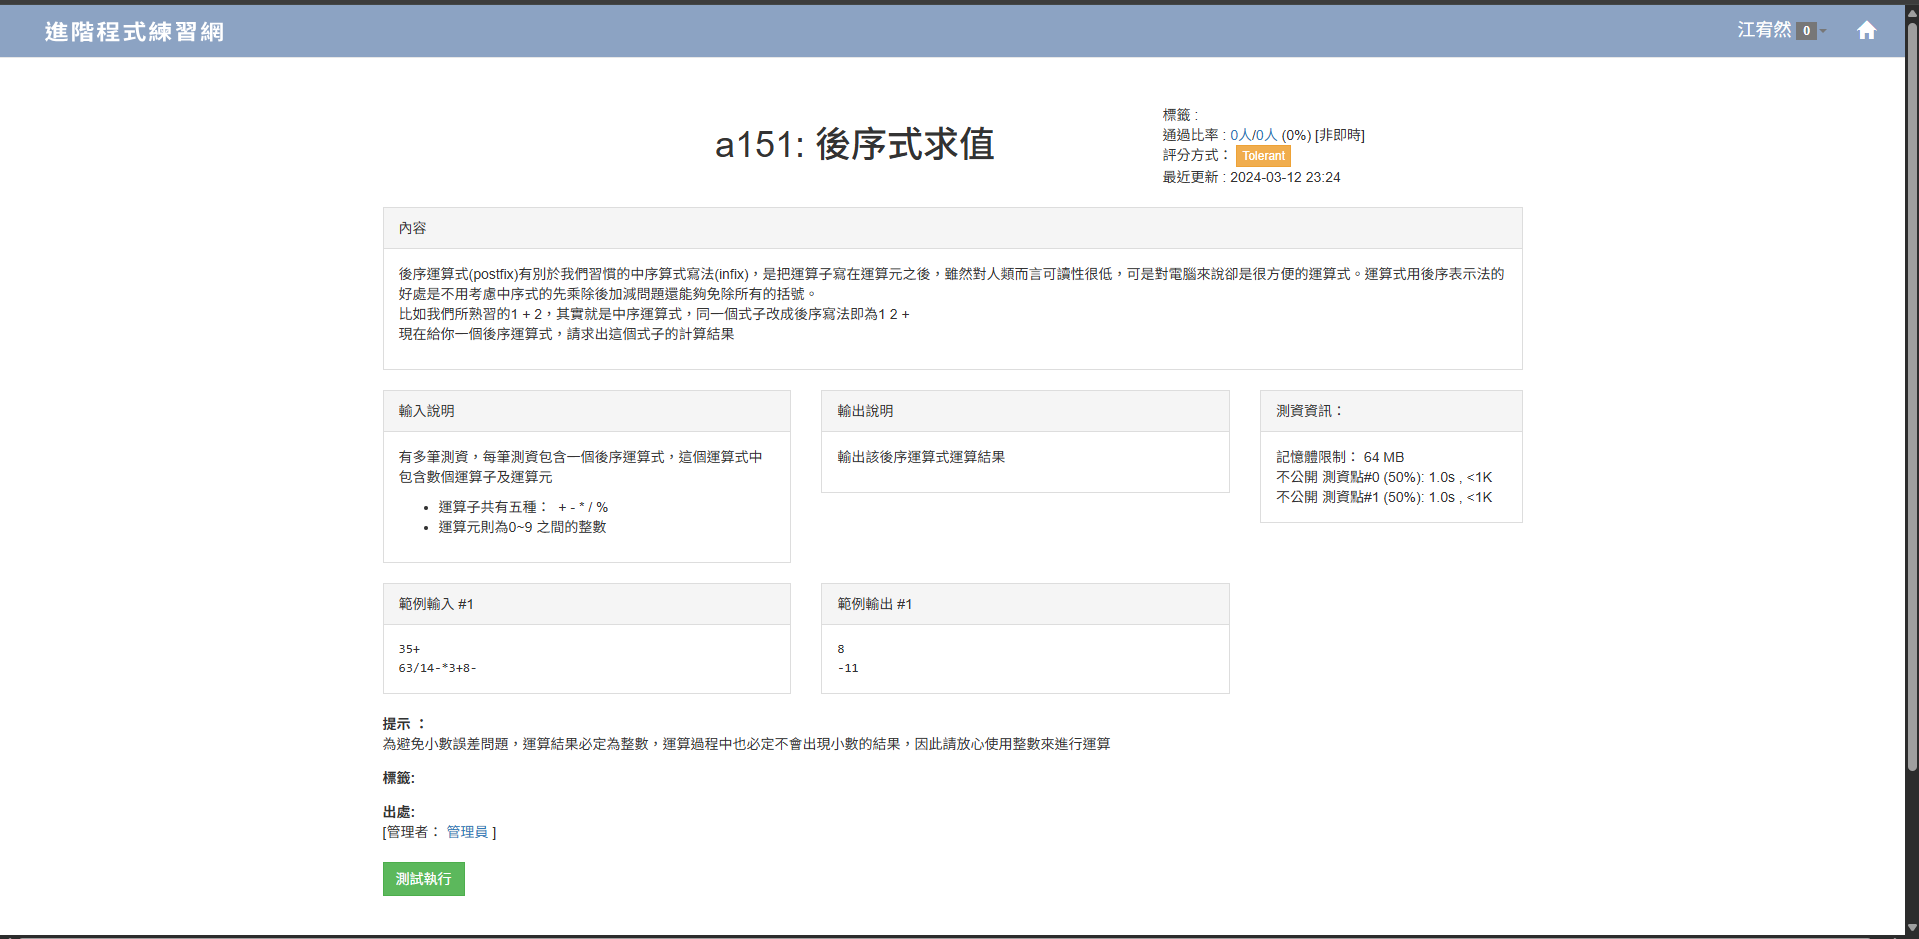 進階程式練習網
江宥然 0
a151: 後序式求值
標籤 :
通過比率 : 0人/0人 (0%) [非即時]
評分方式： Tolerant
最近更新 : 2024-03-12 23:24
內容
後序運算式(postfix)有別於我們習慣的中序算式寫法(infix)，是把運算子寫在運算元之後，雖然對人類而言可讀性很低，可是對電腦來說卻是很方便的運算式。運算式用後序表示法的
好處是不用考慮中序式的先乘除後加減問題還能夠免除所有的括號。
比如我們所熟習的1 + 2，其實就是中序運算式，同一個式子改成後序寫法即為1 2 +
現在給你一個後序運算式，請求出這個式子的計算結果
輸入說明
有多筆測資，每筆測資包含一個後序運算式，這個運算式中
包含數個運算子及運算元
• 運算子共有五種： + - * / %
• 運算元則為0~9 之間的整數
輸出說明
輸出該後序運算式運算結果
測資資訊：
記憶體限制： 64 MB
不公開 測資點#0 (50%): 1.0s , <1K
不公開 測資點#1 (50%): 1.0s , <1K
範例輸入 #1
35+
63/14-*3+8-
範例輸出 #1
8
-11
提示 ：
為避免小數誤差問題，運算結果必定為整數，運算過程中也必定不會出現小數的結果，因此請放心使用整數來進行運算
標籤:
出處:
[管理者： 管理員 ]
測試執行